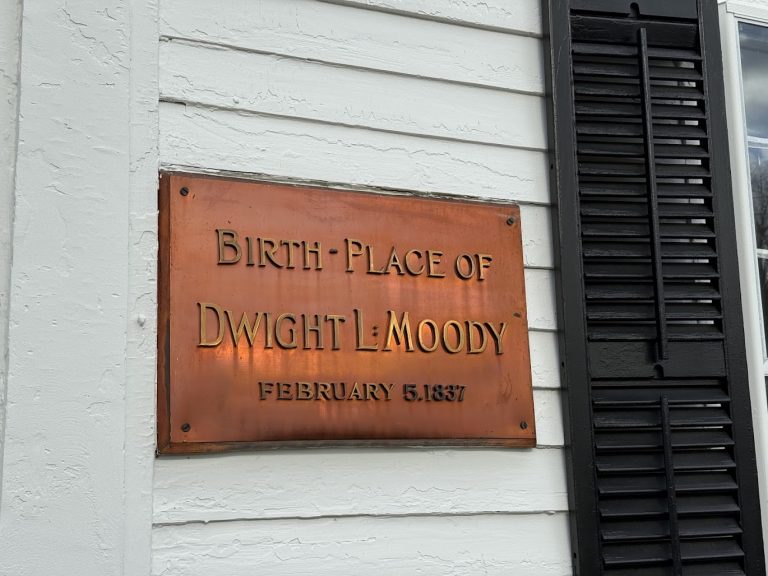 BIRTH-PLACE OF
DWIGHT L: MOODY
FEBRUARY 5.1837